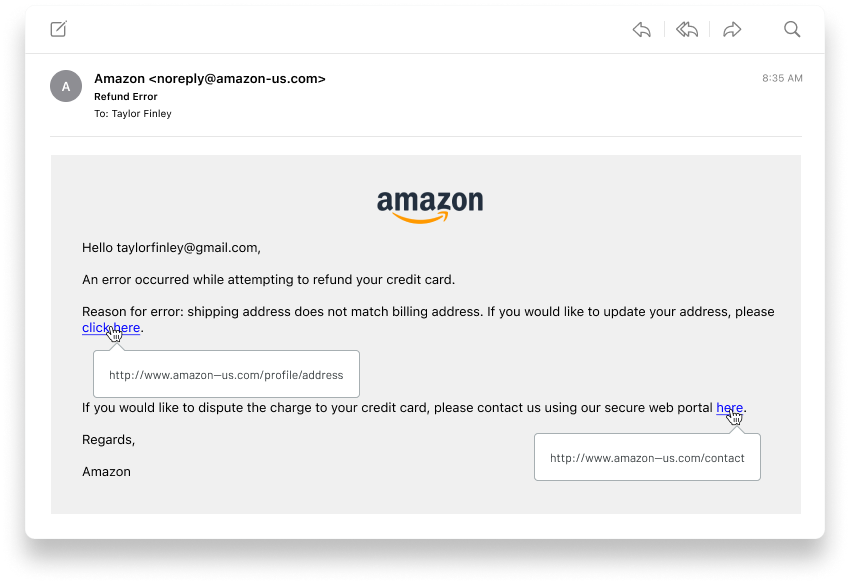 Amazon <noreply@amazon-us.com>
8:35 AM
A
Refund Error
To: Taylor Finley
amazon
Hello taylorfinley@gmail.com,
An error occurred while attempting to refund your credit card.
Reason for error: shipping address does not match billing address. If you would like to update your address, please
click here.
http://www.amazon—us.com/profile/address
If you would like to dispute the charge to your credit card, please contact us using our secure web portal here.
Regards,
http://www.amazon—us.com/contact
Amazon